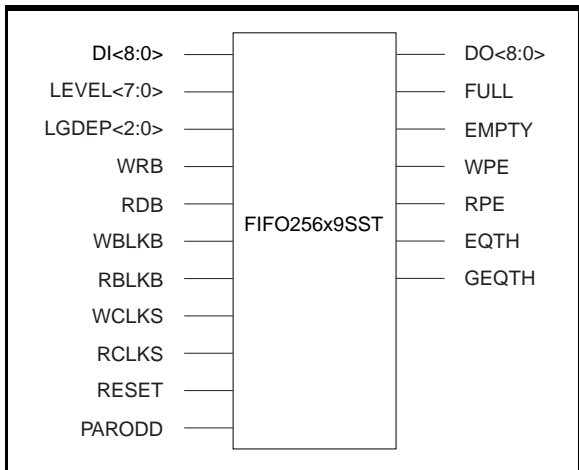 DI<8:0>
LEVEL<7:0>
LGDEP<2:0>
WRB
RDB
WBLKB
RBLKB
WCLKS
RCLKS
RESET
PARODD
FIFO256x9SST
DO<8:0>
FULL
EMPTY
WPE
RPE
EQTH
GEQTH